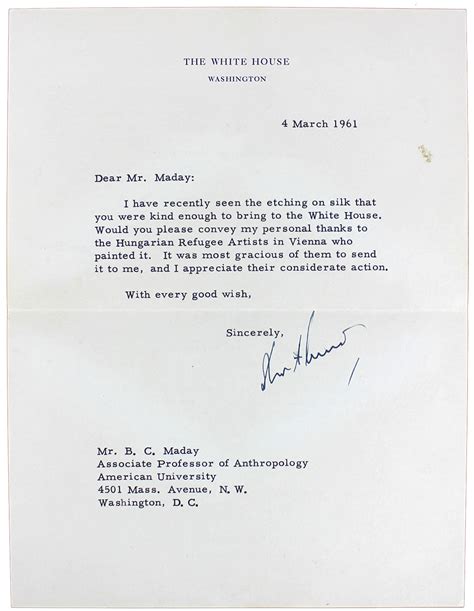 THE WHITE HOUSE
WASHINGTON
4 March 1961
Dear Mr. Maday:
I have recently seen the etching on silk that
you were kind enough to bring to the White House.
Would you please convey my personal thanks to
the Hungarian Refugee Artists in Vienna who
painted it. It was most gracious of them to send
it to me, and I appreciate their considerate action.
With every good wish,
Sincerely,
Mr. B. C. Maday
Associate Professor of Anthropology
American University
4501 Mass. Avenue, N. W.
Washington, D. C.